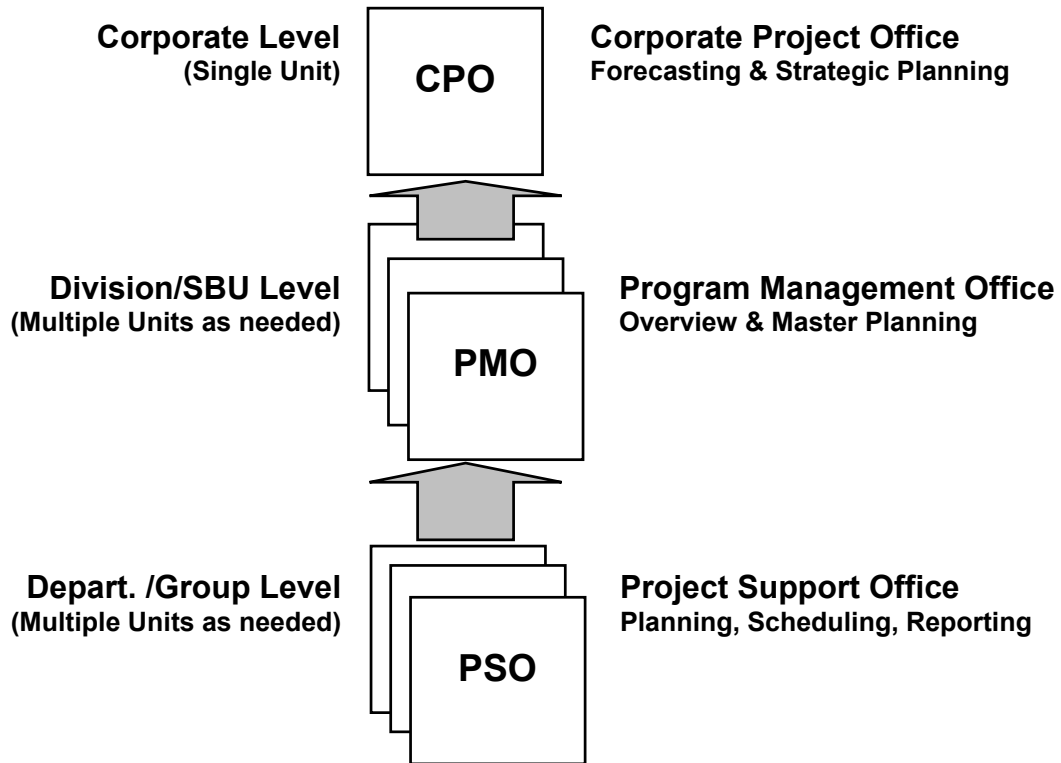 Corporate Level
(Single Unit)
CPO
Corporate Project Office
Forecasting & Strategic Planning
Division/SBU Level
(Multiple Units as needed)
PMO
Program Management Office
Overview & Master Planning
Depart. /Group Level
(Multiple Units as needed)
PSO
Project Support Office
Planning, Scheduling, Reporting